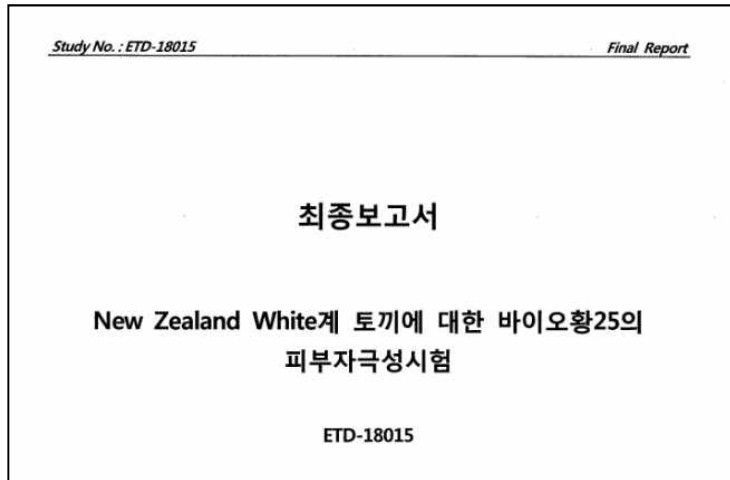 Study No. : ETD-18015
Final Report
최종보고서
New Zealand White계 토끼에 대한 바이오황25의
피부자극성시험
ETD-18015